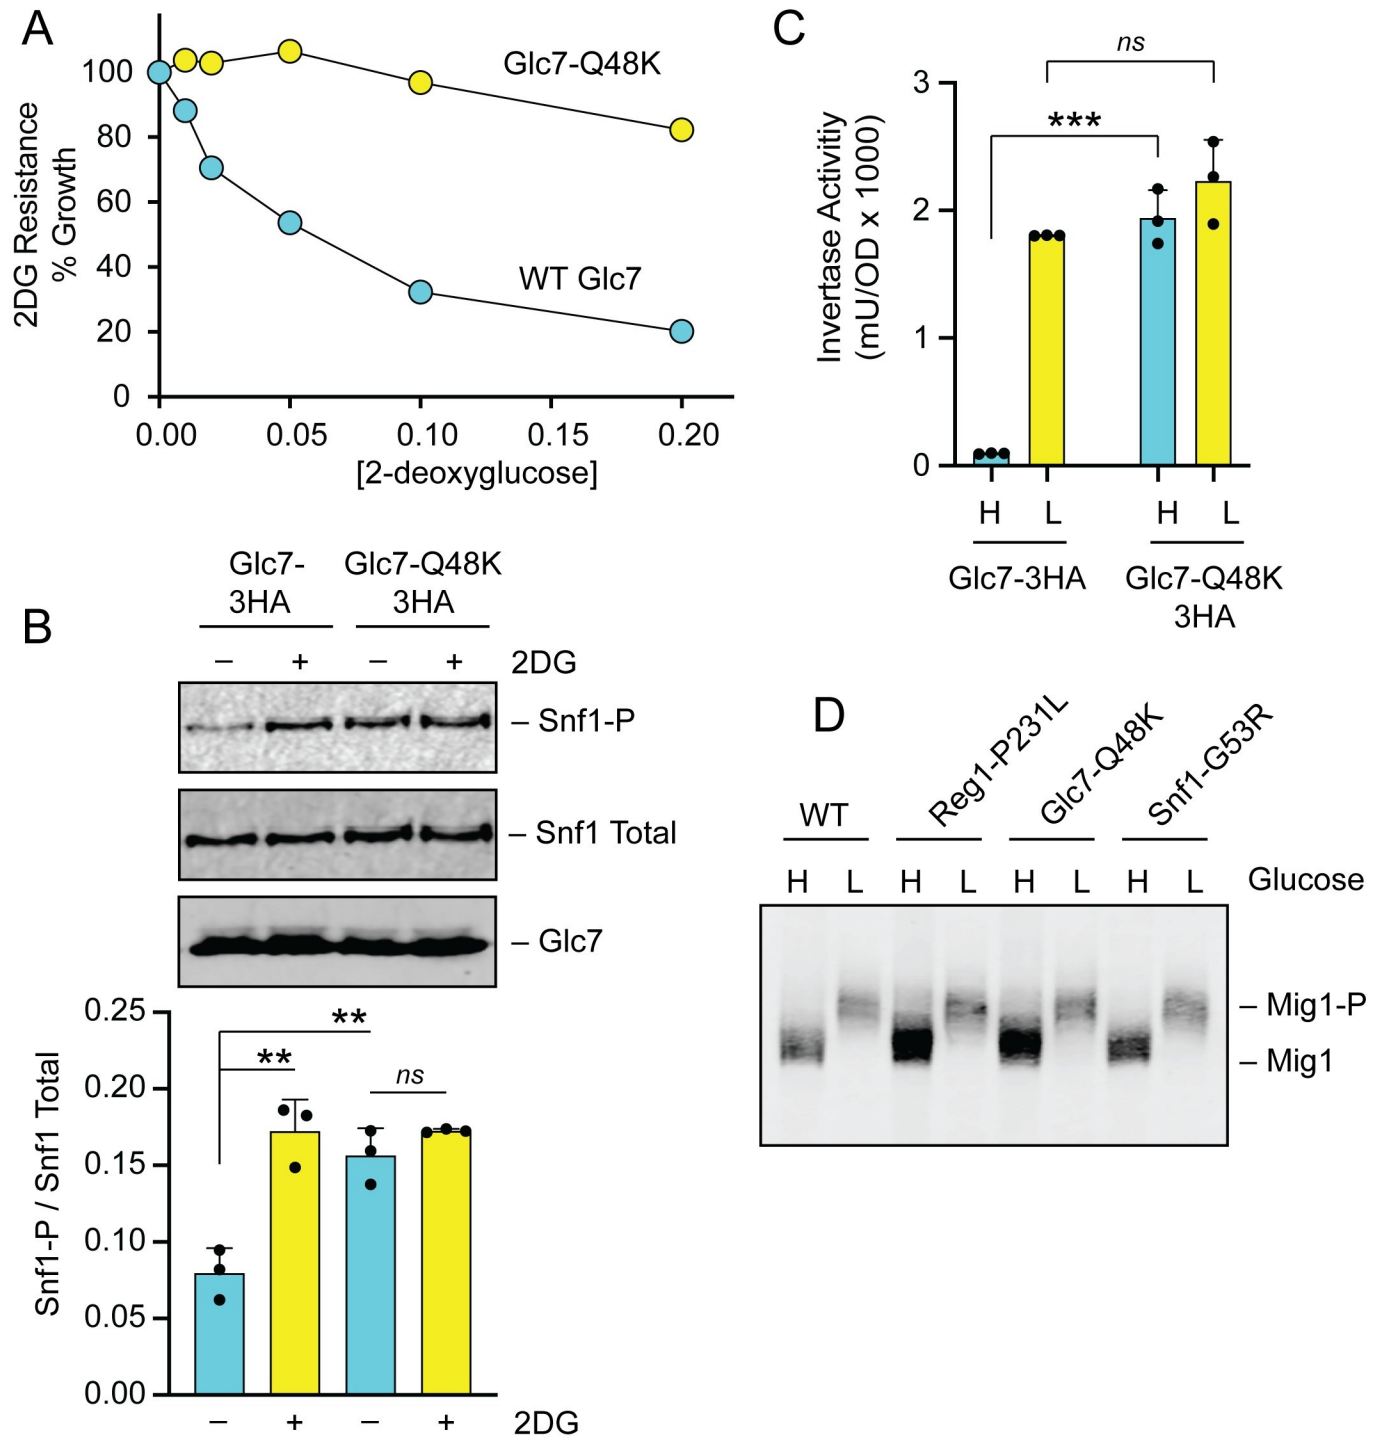 A
2DG Resistance
% Growth
100
80
60
40
20
0
0.00 0.05 0.10 0.15 0.20
[2-deoxyglucose]
Glc7-Q48K
WT Glc7
C
Invertase Activitiy
(mU/OD x 1000)
3
2
1
0
ns
***
H L H L
Glc7-3HA
Glc7-Q48K
3HA
B
Glc7-
3HA
Glc7-Q48K
3HA
– + – + 2DG
– Snf1-P
– Snf1 Total
– Glc7
Snf1-P / Snf1 Total
0.25
0.20
0.15
0.10
0.05
0.00
**
**
ns
– + – + 2DG
D
WT
Reg1-P231L
Glc7-Q48K
Snf1-G53R
H L H L H L H L Glucose
– Mig1-P
– Mig1